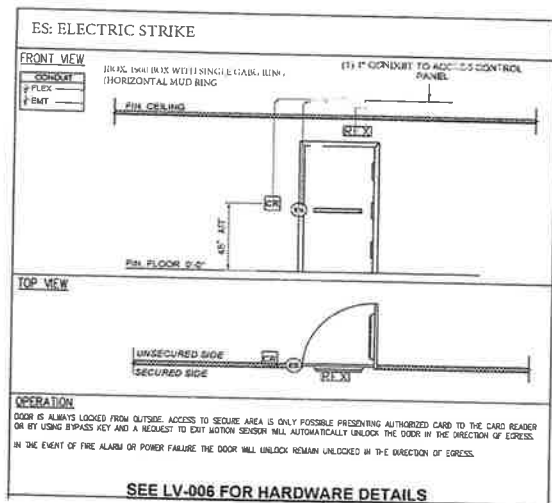 ES: ELECTRIC STRIKE
FRONT VIEW
CONDUIT
FLEX
EMT
BOX WITH SINGLE RING,
HORIZONTAL MUD RING
(1) 1" CONDUIT TO ACCESS CONTROL
PANEL
FIN. CEILING
REX
CR
ES
48" AFF
FIN. FLOOR 0'-0"
TOP VIEW
UNSECURED SIDE
CR
ES
SECURED SIDE
REX
OPERATION
DOOR IS ALWAYS LOCKED FROM OUTSIDE. ACCESS TO SECURE AREA IS ONLY POSSIBLE PRESENTING AUTHORIZED CARD TO THE CARD READER
OR BY USING BYPASS KEY AND A REQUEST TO EXIT MOTION SENSOR WILL AUTOMATICALLY UNLOCK THE DOOR IN THE DIRECTION OF EGRESS.
IN THE EVENT OF FIRE ALARM OR POWER FAILURE THE DOOR WILL UNLOCK REMAIN UNLOCKED IN THE DIRECTION OF EGRESS.
SEE LV-006 FOR HARDWARE DETAILS